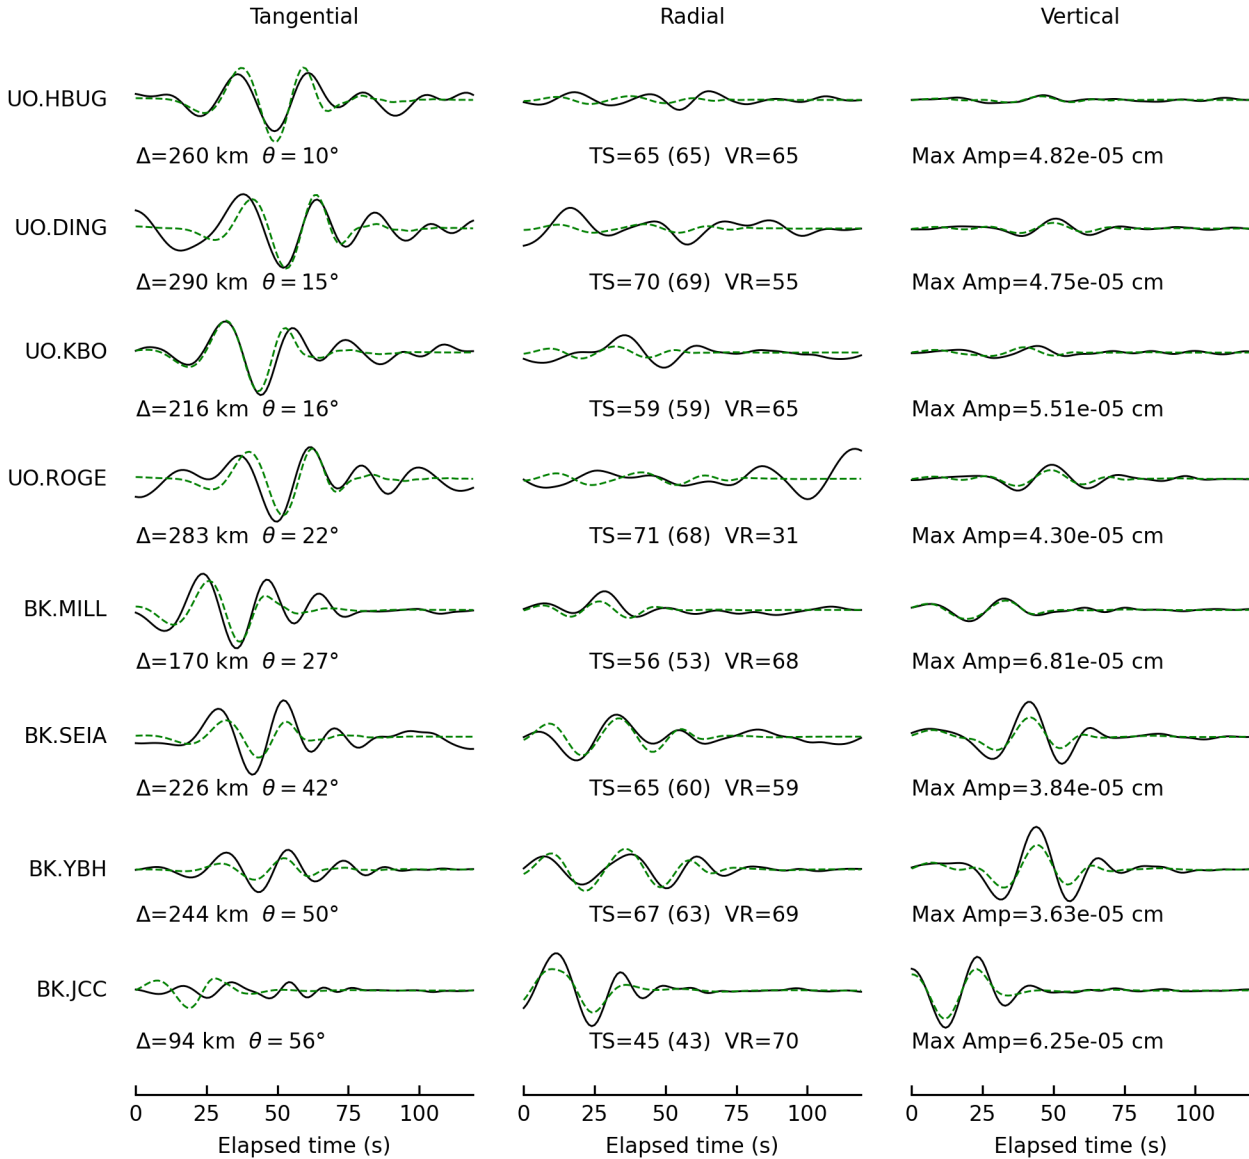 Tangential Radial Vertical
UO.HBUG
Δ=260 km θ = 10° TS=65 (65) VR=65 Max Amp=4.82e-05 cm
UO.DING
Δ=290 km θ = 15° TS=70 (69) VR=55 Max Amp=4.75e-05 cm
UO.KBO
Δ=216 km θ = 16° TS=59 (59) VR=65 Max Amp=5.51e-05 cm
UO.ROGE
Δ=283 km θ = 22° TS=71 (68) VR=31 Max Amp=4.30e-05 cm
BK.MILL
Δ=170 km θ = 27° TS=56 (53) VR=68 Max Amp=6.81e-05 cm
BK.SEIA
Δ=226 km θ = 42° TS=65 (60) VR=59 Max Amp=3.84e-05 cm
BK.YBH
Δ=244 km θ = 50° TS=67 (63) VR=69 Max Amp=3.63e-05 cm
BK.JCC
Δ=94 km θ = 56° TS=45 (43) VR=70 Max Amp=6.25e-05 cm
0 25 50 75 100 0 25 50 75 100 0 25 50 75 100
Elapsed time (s) Elapsed time (s) Elapsed time (s)